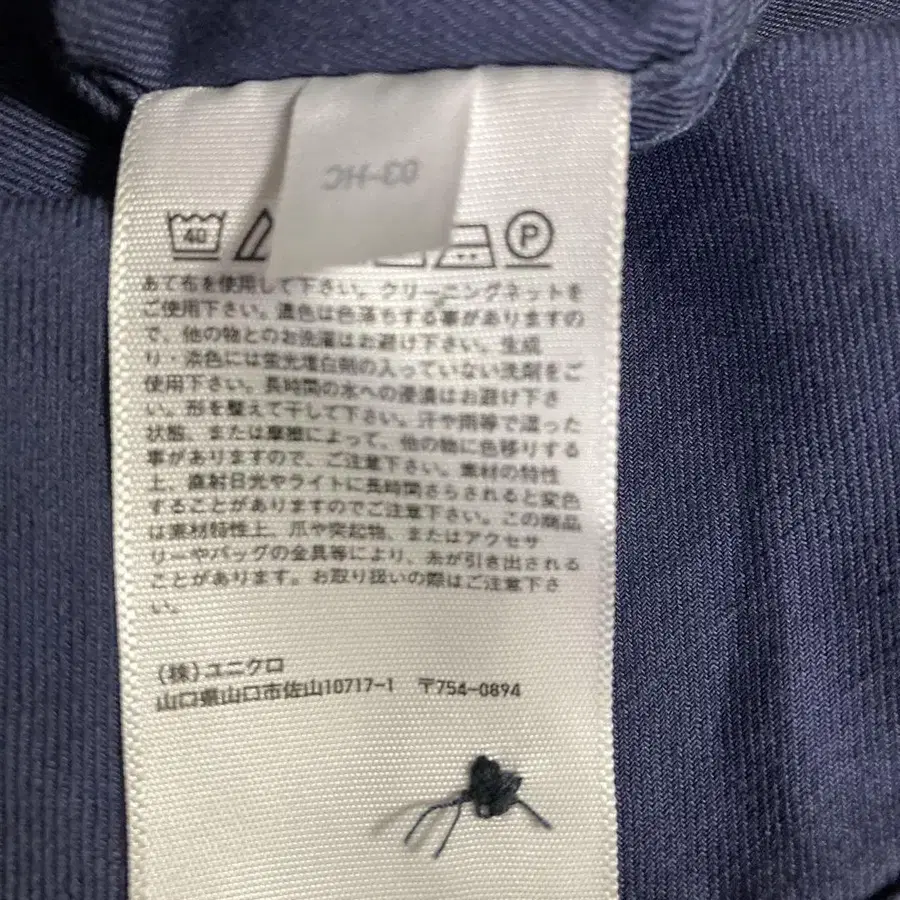 03-HC
40
P
あて布を使用して下さい。クリーニングネットを
ご使用下さい。濃色は色落ちする事がありますの
で、他の物とのお洗濯はお避け下さい。生成
り・淡色には蛍光増白剤の入っていない洗剤をご
使用下さい。長時間の水への浸漬はお避け下さ
い。形を整えて干して下さい。汗や雨等で湿った
状態、または摩擦によって、他の物に色移りする
事がありますので、ご注意下さい。素材の特性
上、直射日光やライトに長時間さらされると変色
することがありますのでご注意下さい。この商品
は素材特性上、爪や突起物、またはアクセサ
リーやバッグの金具等により、糸が引き出される
ことがあります。お取り扱いの際はご注意下さ
い。
(株)ユニクロ
山口県山口市佐山10717-1 〒754-0894